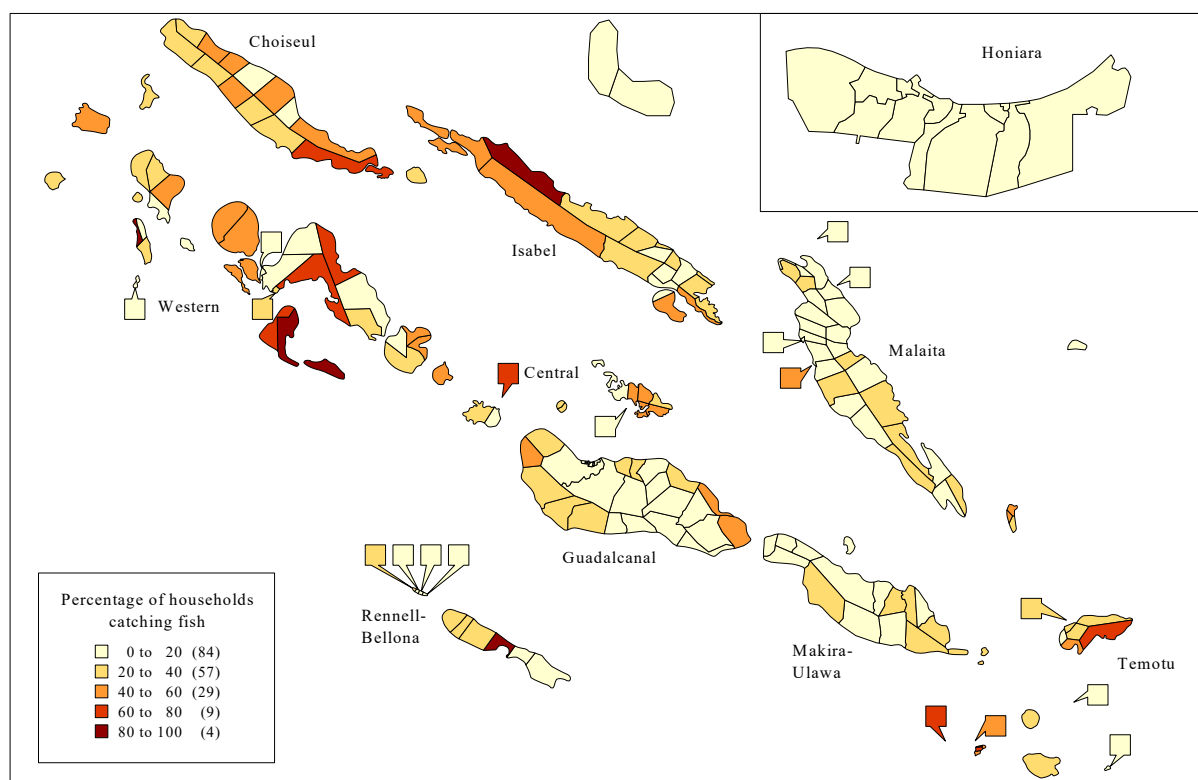 Choiseul
Honiara
Isabel
Western
Malaita
Central
Guadalcanal
Rennell-
Bellona
Makira-
Ulawa
Temotu
Percentage of households
catching fish
0 to 20 (84)
20 to 40 (57)
40 to 60 (29)
60 to 80 (9)
80 to 100 (4)